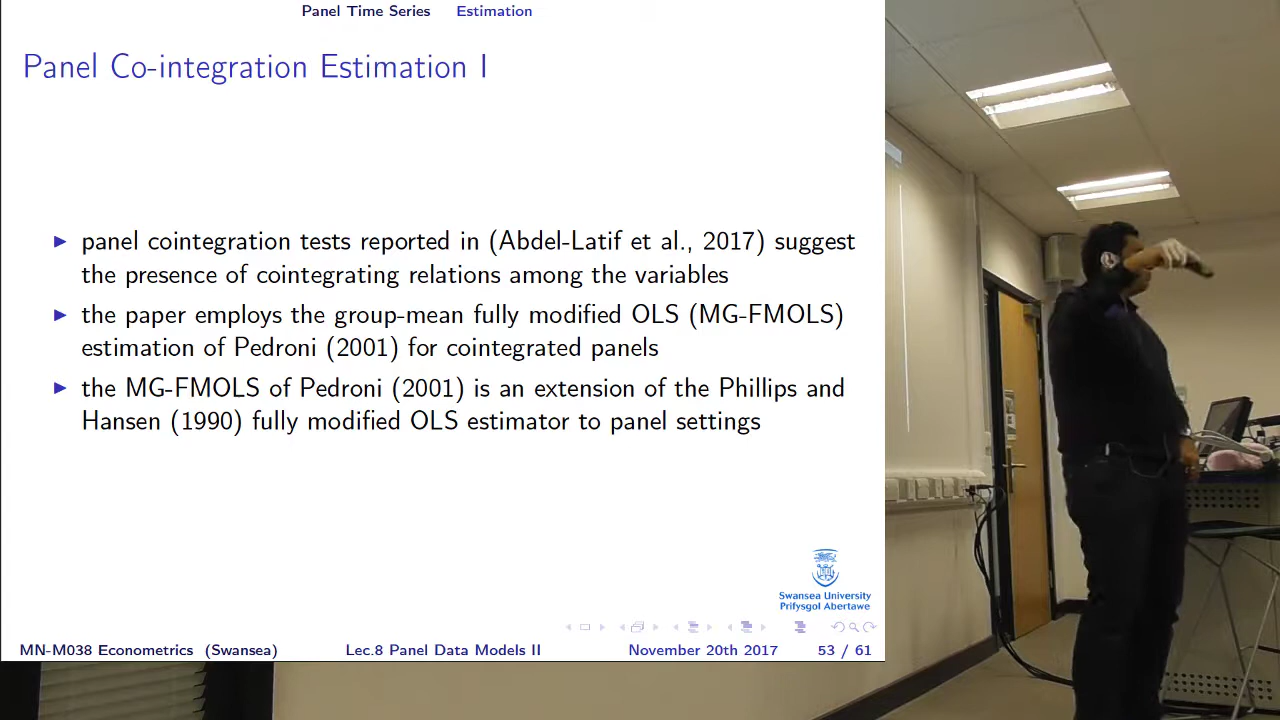 Panel Time Series Estimation
Panel Co-integration Estimation I
▶ panel cointegration tests reported in (Abdel-Latif et al., 2017) suggest
the presence of cointegrating relations among the variables
▶ the paper employs the group-mean fully modified OLS (MG-FMOLS)
estimation of Pedroni (2001) for cointegrated panels
▶ the MG-FMOLS of Pedroni (2001) is an extension of the Phillips and
Hansen (1990) fully modified OLS estimator to panel settings
Swansea University
Prifysgol Abertawe
MN-M038 Econometrics (Swansea) Lec.8 Panel Data Models II November 20th 2017 53 / 61